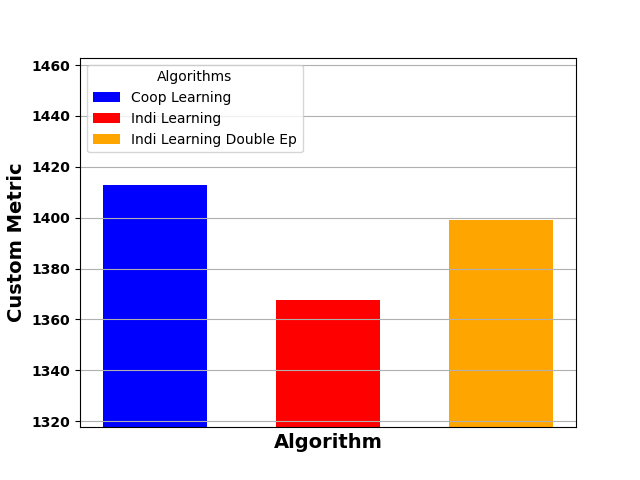 1460
1440
1420
1400
1380
1360
1340
1320
Custom Metric
Algorithms
Coop Learning
Indi Learning
Indi Learning Double Ep
Algorithm